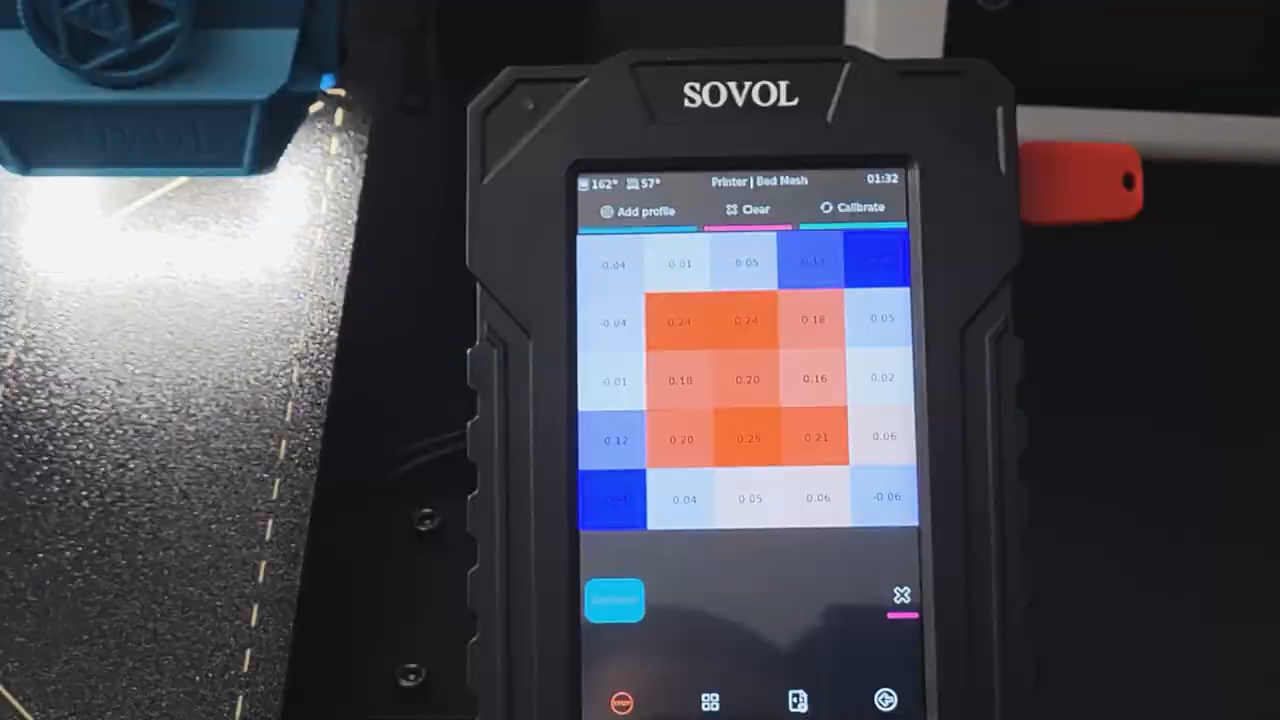 SOVOL
162° 57° Printer | Bed Mesh 01:32
Add profile Clear Calibrate
-0.04 0.01 -0.05
-0.04 0.24 0.24 0.18 -0.05
-0.01 0.18 0.20 0.16 0.02
-0.12 0.20 0.25 0.21 0.06
-0.04 0.05 0.06 -0.06